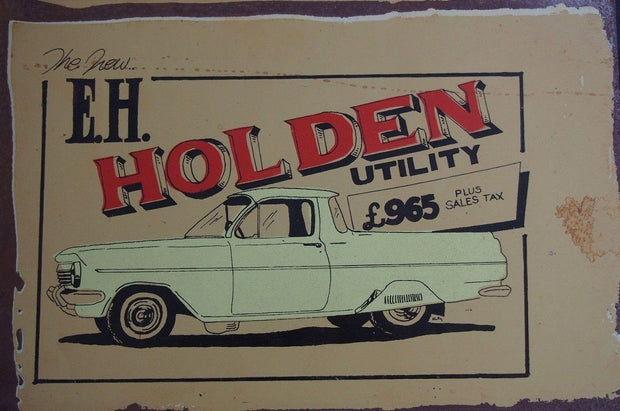 The New..
E.H.
HOLDEN
UTILITY
£965 PLUS
SALES TAX